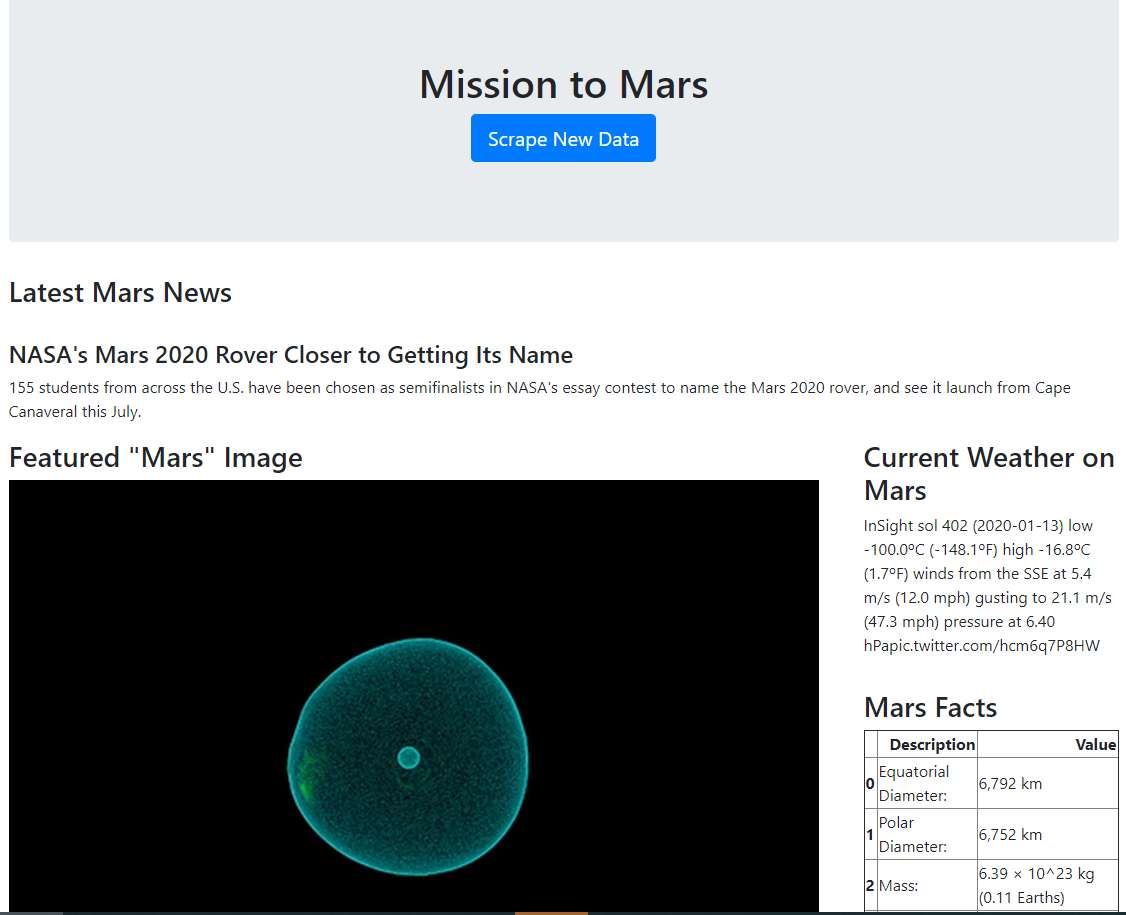 Mission to Mars
Scrape New Data
Latest Mars News
NASA's Mars 2020 Rover Closer to Getting Its Name
155 students from across the U.S. have been chosen as semifinalists in NASA's essay contest to name the Mars 2020 rover, and see it launch from Cape
Canaveral this July.
Featured "Mars" Image
Current Weather on
Mars
InSight sol 402 (2020-01-13) low
-100.0ºC (-148.1ºF) high -16.8ºC
(1.7ºF) winds from the SSE at 5.4
m/s (12.0 mph) gusting to 21.1 m/s
(47.3 mph) pressure at 6.40
hPapic.twitter.com/hcm6q7P8HW
Mars Facts
Description Value
0 Equatorial Diameter: 6,792 km
1 Polar Diameter: 6,752 km
2 Mass: 6.39 × 10^23 kg (0.11 Earths)